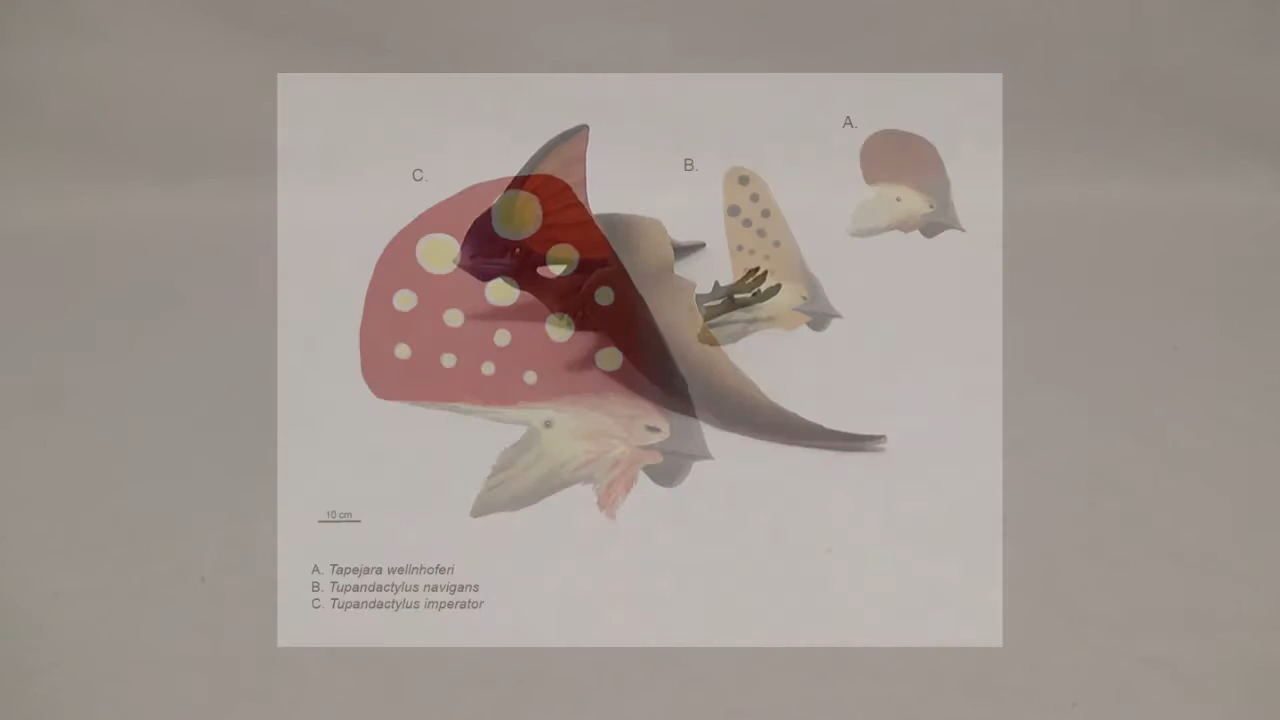 A.
B.
C.
10 cm
A. Tapejara wellnhoferi
B. Tupandactylus navigans
C. Tupandactylus imperator